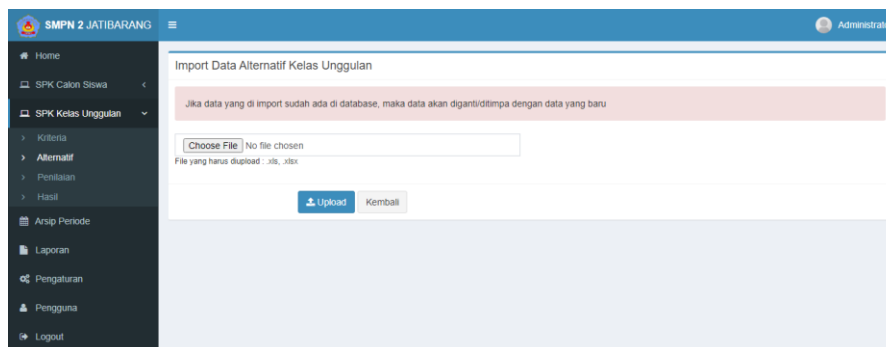 SMPN 2 JATIBARANG
Administrat
Home
SPK Calon Siswa
SPK Kelas Unggulan
Kriteria
Alternatif
Penilaian
Hasil
Arsip Periode
Laporan
Pengaturan
Pengguna
Logout
Import Data Alternatif Kelas Unggulan
Jika data yang di import sudah ada di database, maka data akan diganti/ditimpa dengan data yang baru
Choose File No file chosen
File yang harus diupload : .xls, .xlsx
Upload Kembali